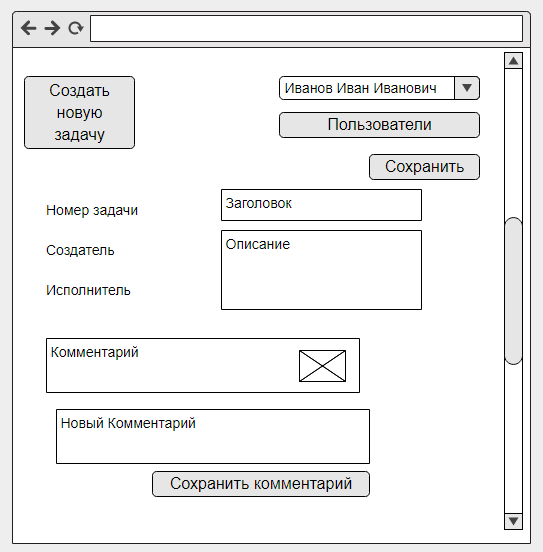 Создать
новую
задачу
Иванов Иван Иванович
Пользователи
Сохранить
Номер задачи
Заголовок
Создатель
Описание
Исполнитель
Комментарий
Новый Комментарий
Сохранить комментарий